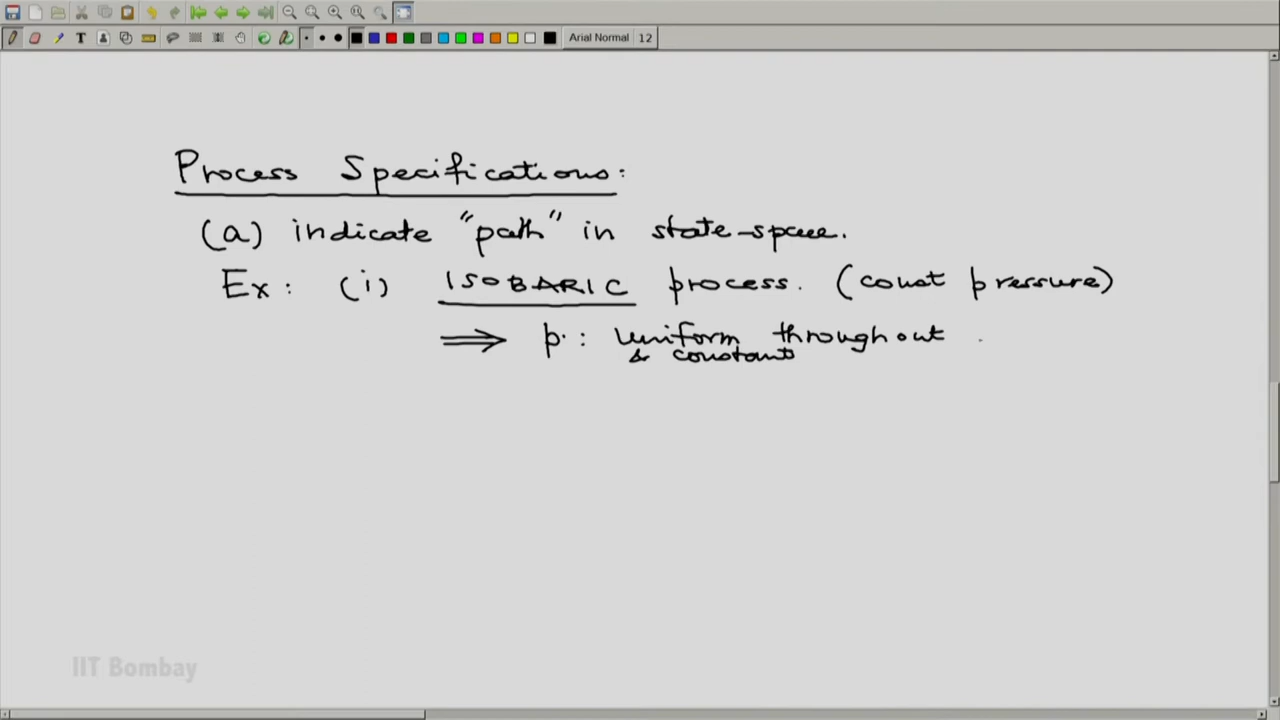 Arial Normal 12
Process Specifications:
(a) indicate "path" in state-space.
Ex: (i) ISOBARIC process. (const pressure)
⟹ p: uniform throughout
& constant
IIT Bombay